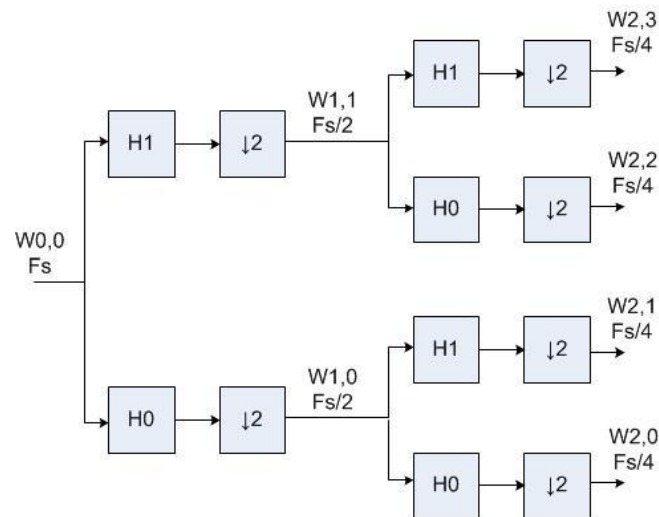 W2,3
Fs/4
H1
↓2
W1,1
Fs/2
H1
↓2
W2,2
Fs/4
H0
↓2
W0,0
Fs
W2,1
Fs/4
H1
↓2
W1,0
Fs/2
H0
↓2
W2,0
Fs/4
H0
↓2